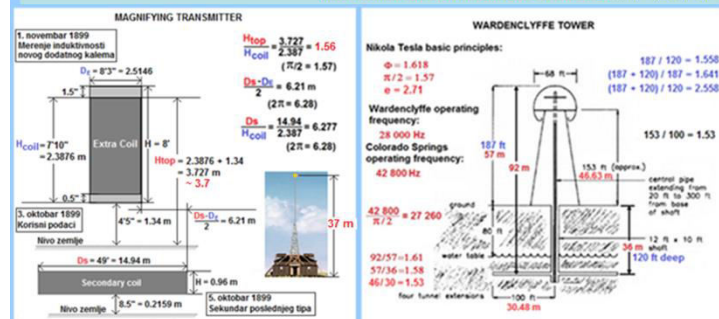 MAGNIFYING TRANSMITTER
1. novembar 1899
Merenje induktivnosti
novog dodatnog kalema
DE = 8'3" = 2.5146
1.5"
Hcoil=7'10"
=2.3876 m
Extra Coil
H = 8'
0.5"
Htop = 2.3876 + 1.34
= 3.727 m
~ 3.7
3. oktobar 1899
Korisni podaci
4'5" = 1.34 m
Ds-DE
2
= 6.21 m
Nivo zemlje
Ds = 49' = 14.94 m
Secondary coil
H = 0.96 m
8.5" = 0.2159 m
Nivo zemlje
5. oktobar 1899
Sekundar poslednjeg tipa
Htop
Hcoil
= 3.727
2.387
= 1.56
(π/2 = 1.57)
Ds-DE
2
= 6.21 m
(2π = 6.28)
Ds
Hcoil
= 14.94
2.387
= 6.277
(2π = 6.28)
37 m
WARDENCLYFFE TOWER
Nikola Tesla basic principles:
Φ = 1.618
π/2 = 1.57
e = 2.71
Wardenclyffe operating
frequency:
28 000 Hz
Colorado Springs
operating frequency:
42 800 Hz
42 800
π/2
= 27 260
92/57=1.61
57/36=1.58
46/30=1.53
68 ft
187 / 120 = 1.558
(187 + 120) / 187 = 1.641
(187 + 120) / 120 = 2.558
153 / 100 = 1.53
187 ft
57 m
92 m
153 ft (approx.)
46.63 m
central pipe
extending from
20 ft to 300 ft
from base
of shaft
ground
80 ft
water table
12 ft × 10 ft
shaft
36 m
120 ft deep
four tunnel extensions
100 ft
30.48 m